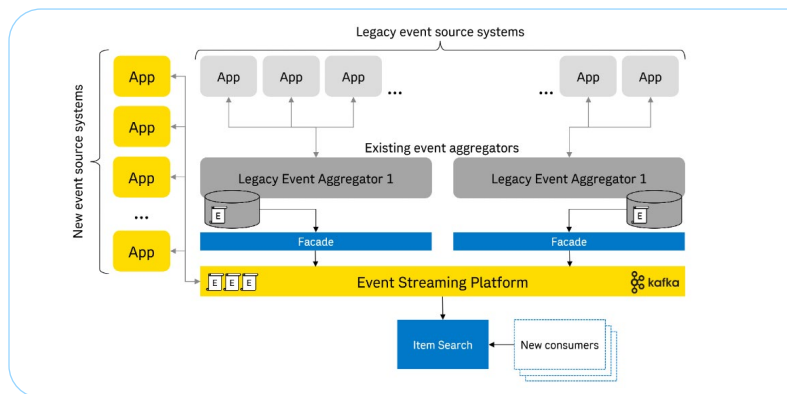 Legacy event source systems
New event source systems
App
App
App
...
App
App
App
App
...
...
App
App
Existing event aggregators
Legacy Event Aggregator 1
Legacy Event Aggregator 1
E
E
Facade
Facade
E E E
Event Streaming Platform
kafka
Item Search
New consumers